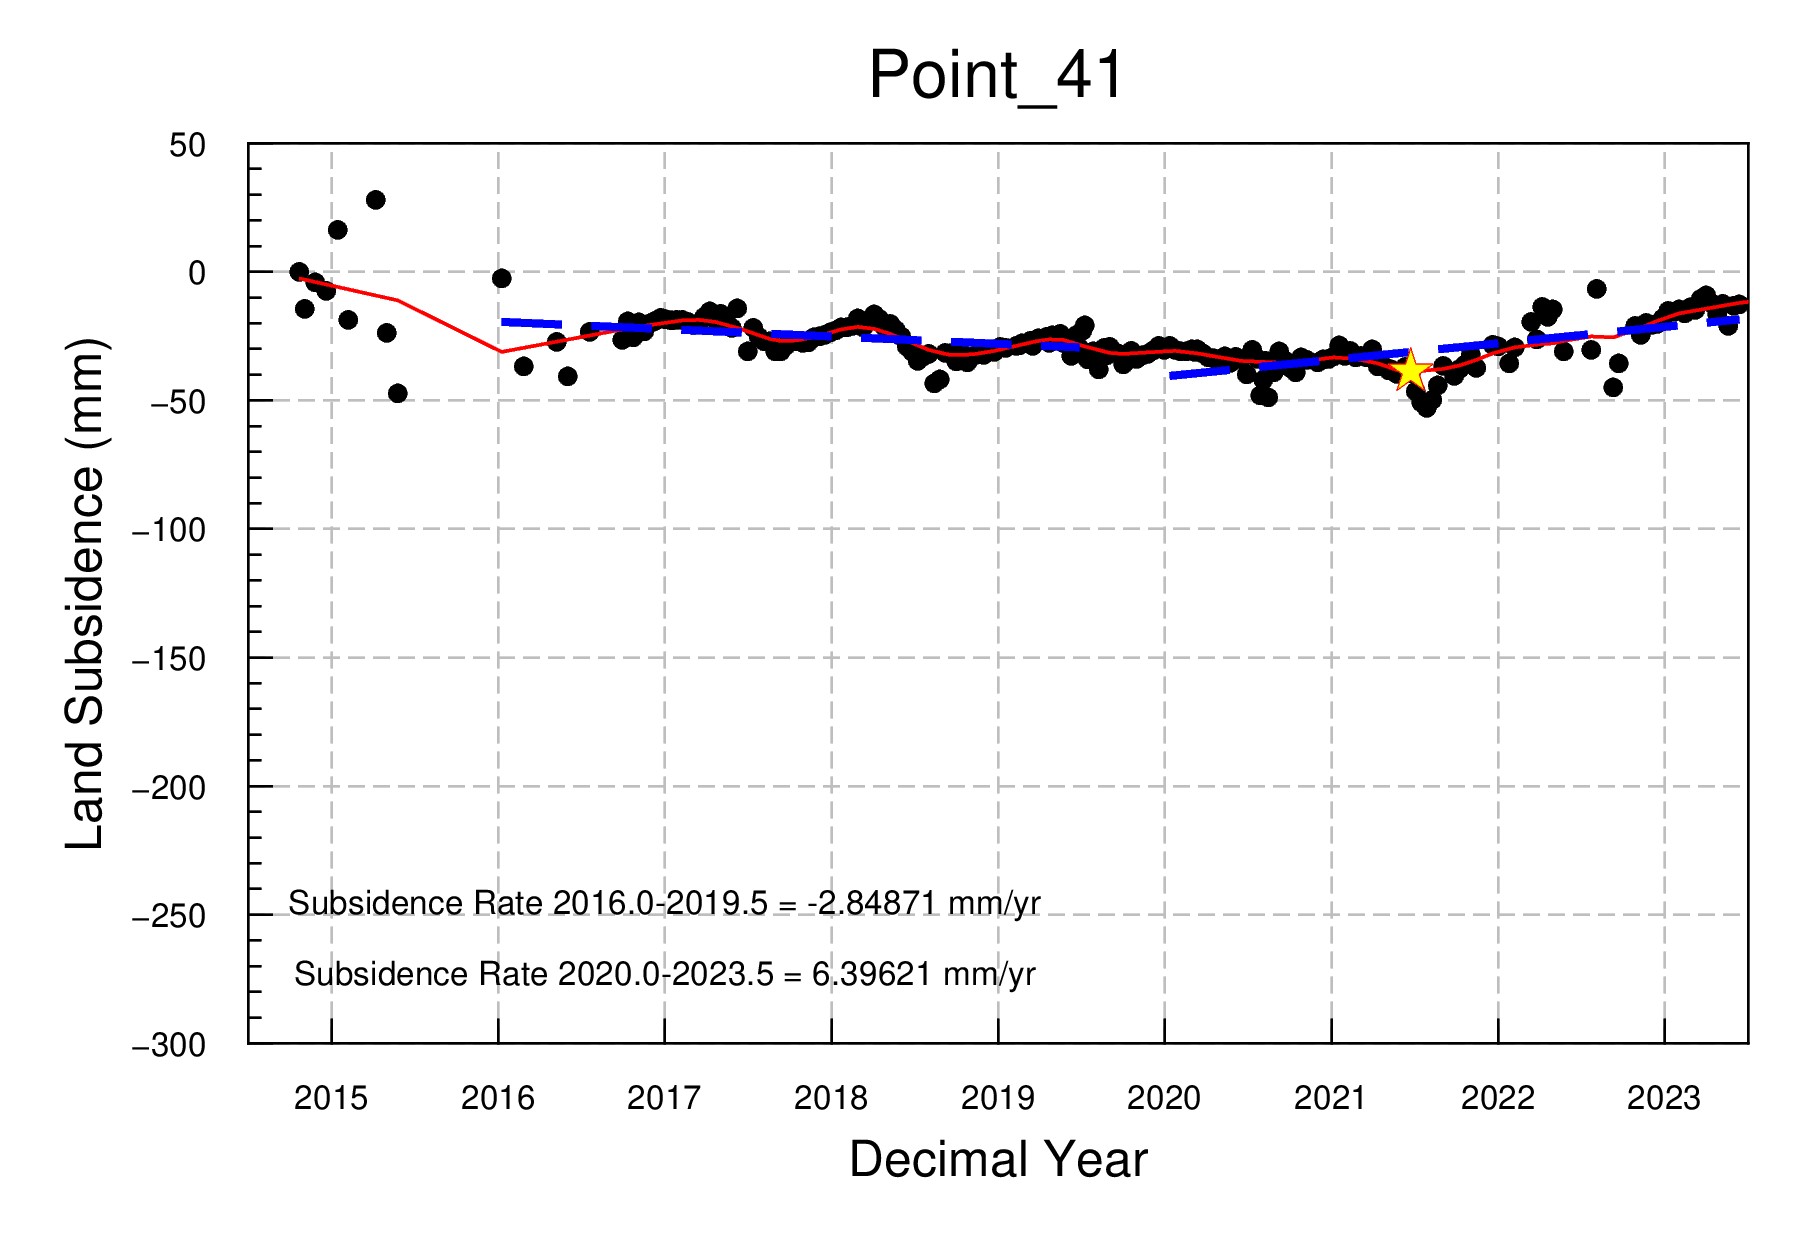 Point_41
50
0
−50
−100
−150
−200
−250
−300
Land Subsidence (mm)
Subsidence Rate 2016.0-2019.5 = -2.84871 mm/yr
Subsidence Rate 2020.0-2023.5 = 6.39621 mm/yr
2015 2016 2017 2018 2019 2020 2021 2022 2023
Decimal Year